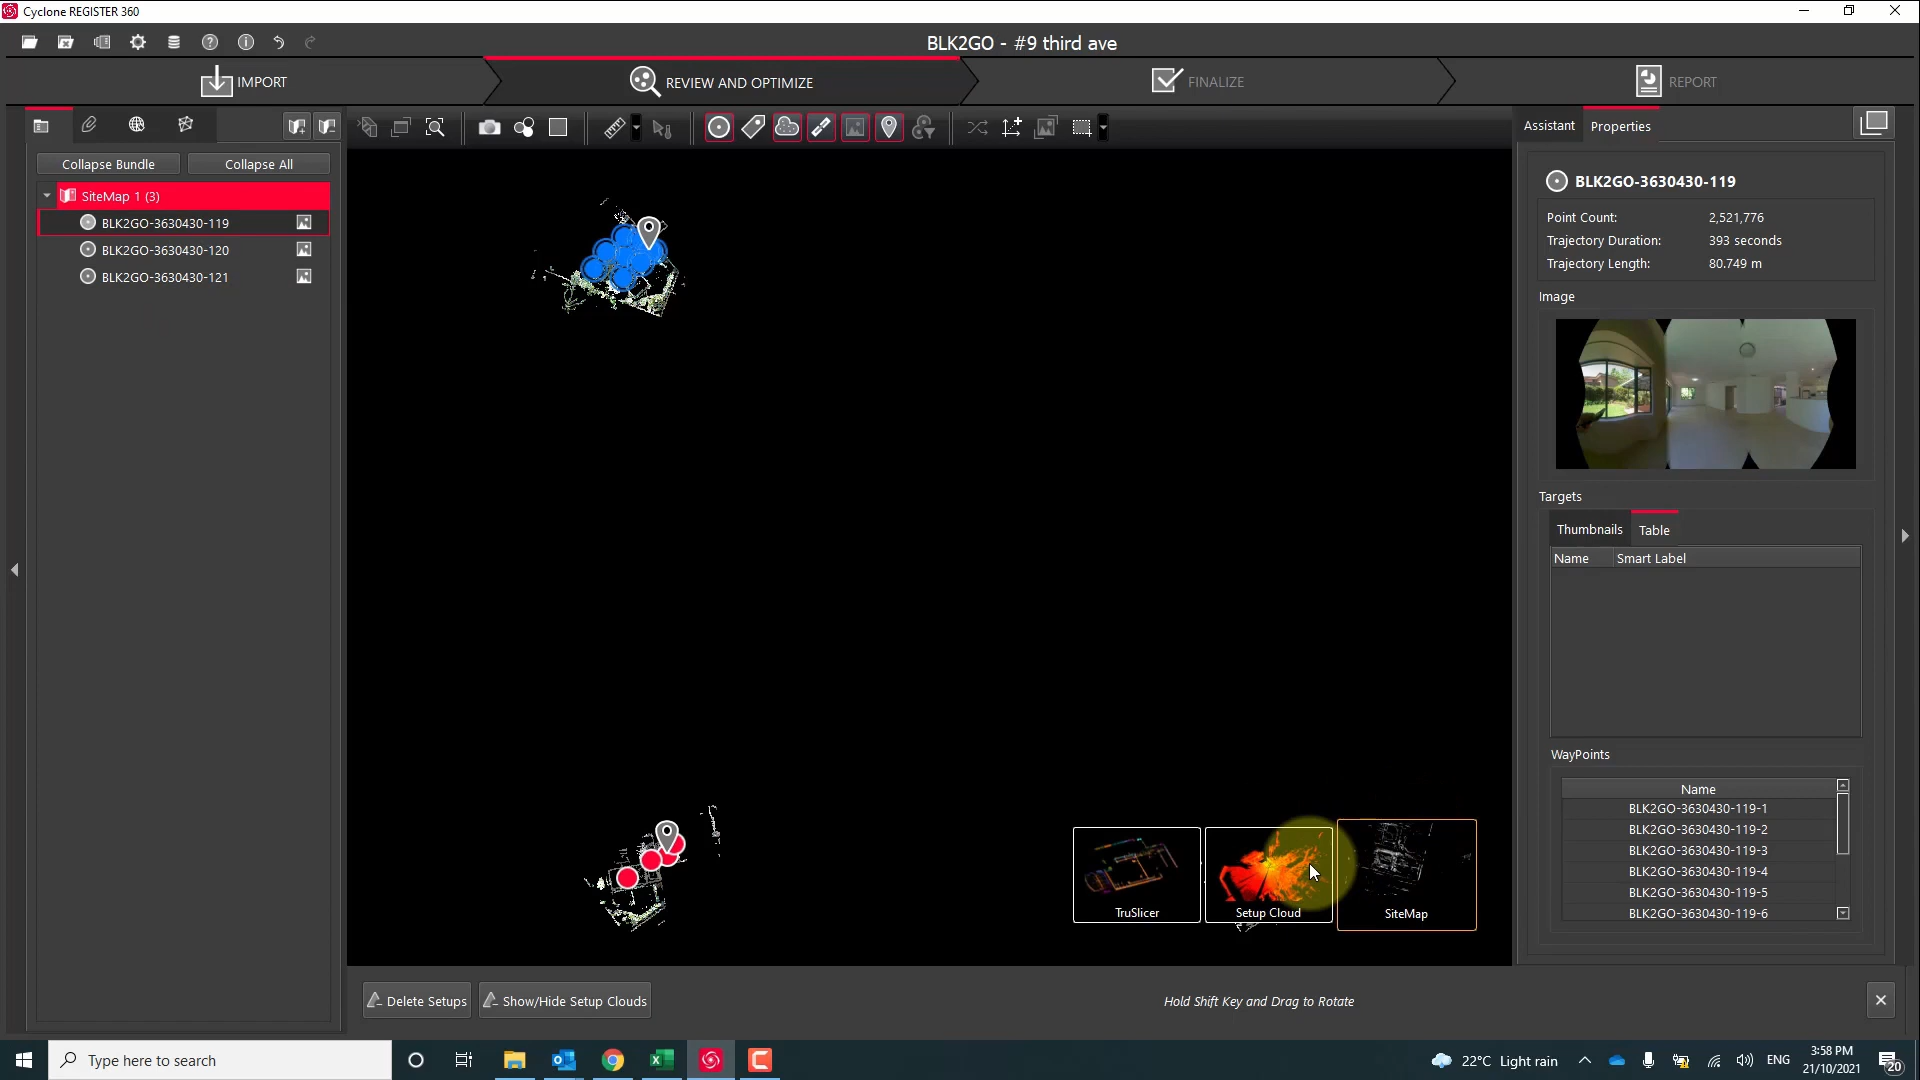 Cyclone REGISTER 360
BLK2GO - #9 third ave
IMPORT
REVIEW AND OPTIMIZE
FINALIZE
REPORT
Assistant
Properties
Collapse Bundle
Collapse All
SiteMap 1 (3)
BLK2GO-3630430-119
BLK2GO-3630430-120
BLK2GO-3630430-121
BLK2GO-3630430-119
Point Count: 2,521,776
Trajectory Duration: 393 seconds
Trajectory Length: 80.749 m
Image
Targets
Thumbnails Table
Name Smart Label
WayPoints
Name
BLK2GO-3630430-119-1
BLK2GO-3630430-119-2
BLK2GO-3630430-119-3
BLK2GO-3630430-119-4
BLK2GO-3630430-119-5
BLK2GO-3630430-119-6
TruSlicer
Setup Cloud
SiteMap
Delete Setups
Show/Hide Setup Clouds
Hold Shift Key and Drag to Rotate
Type here to search
22°C Light rain
ENG
3:58 PM
21/10/2021
20